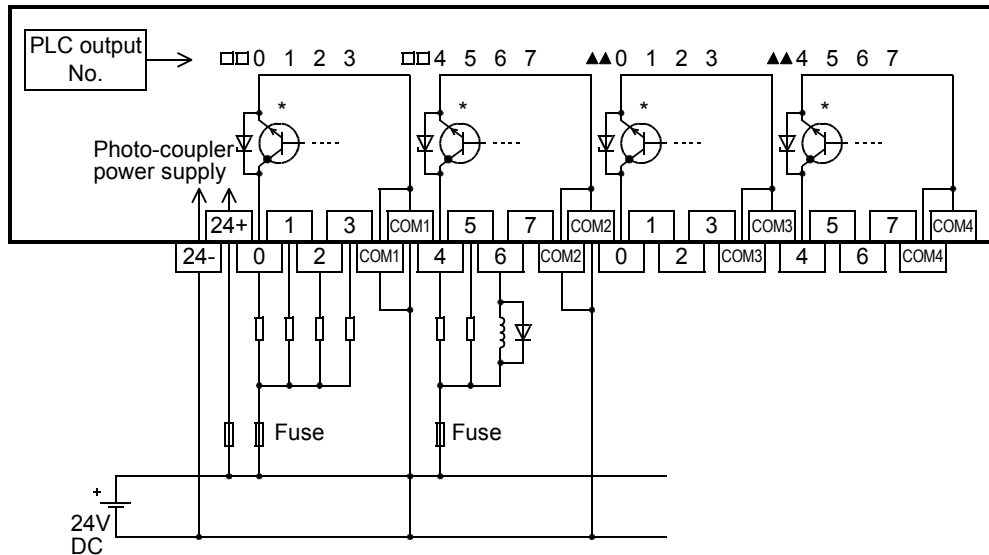 PLC output
No.
□□ 0 1 2 3
□□ 4 5 6 7
▲▲ 0 1 2 3
▲▲ 4 5 6 7
* * * *
Photo-coupler
power supply
24+ 1 3 COM1 5 7 COM2 1 3 COM3 5 7 COM4
24- 0 2 COM1 4 6 COM2 0 2 COM3 4 6 COM4
Fuse Fuse
+
24V
DC